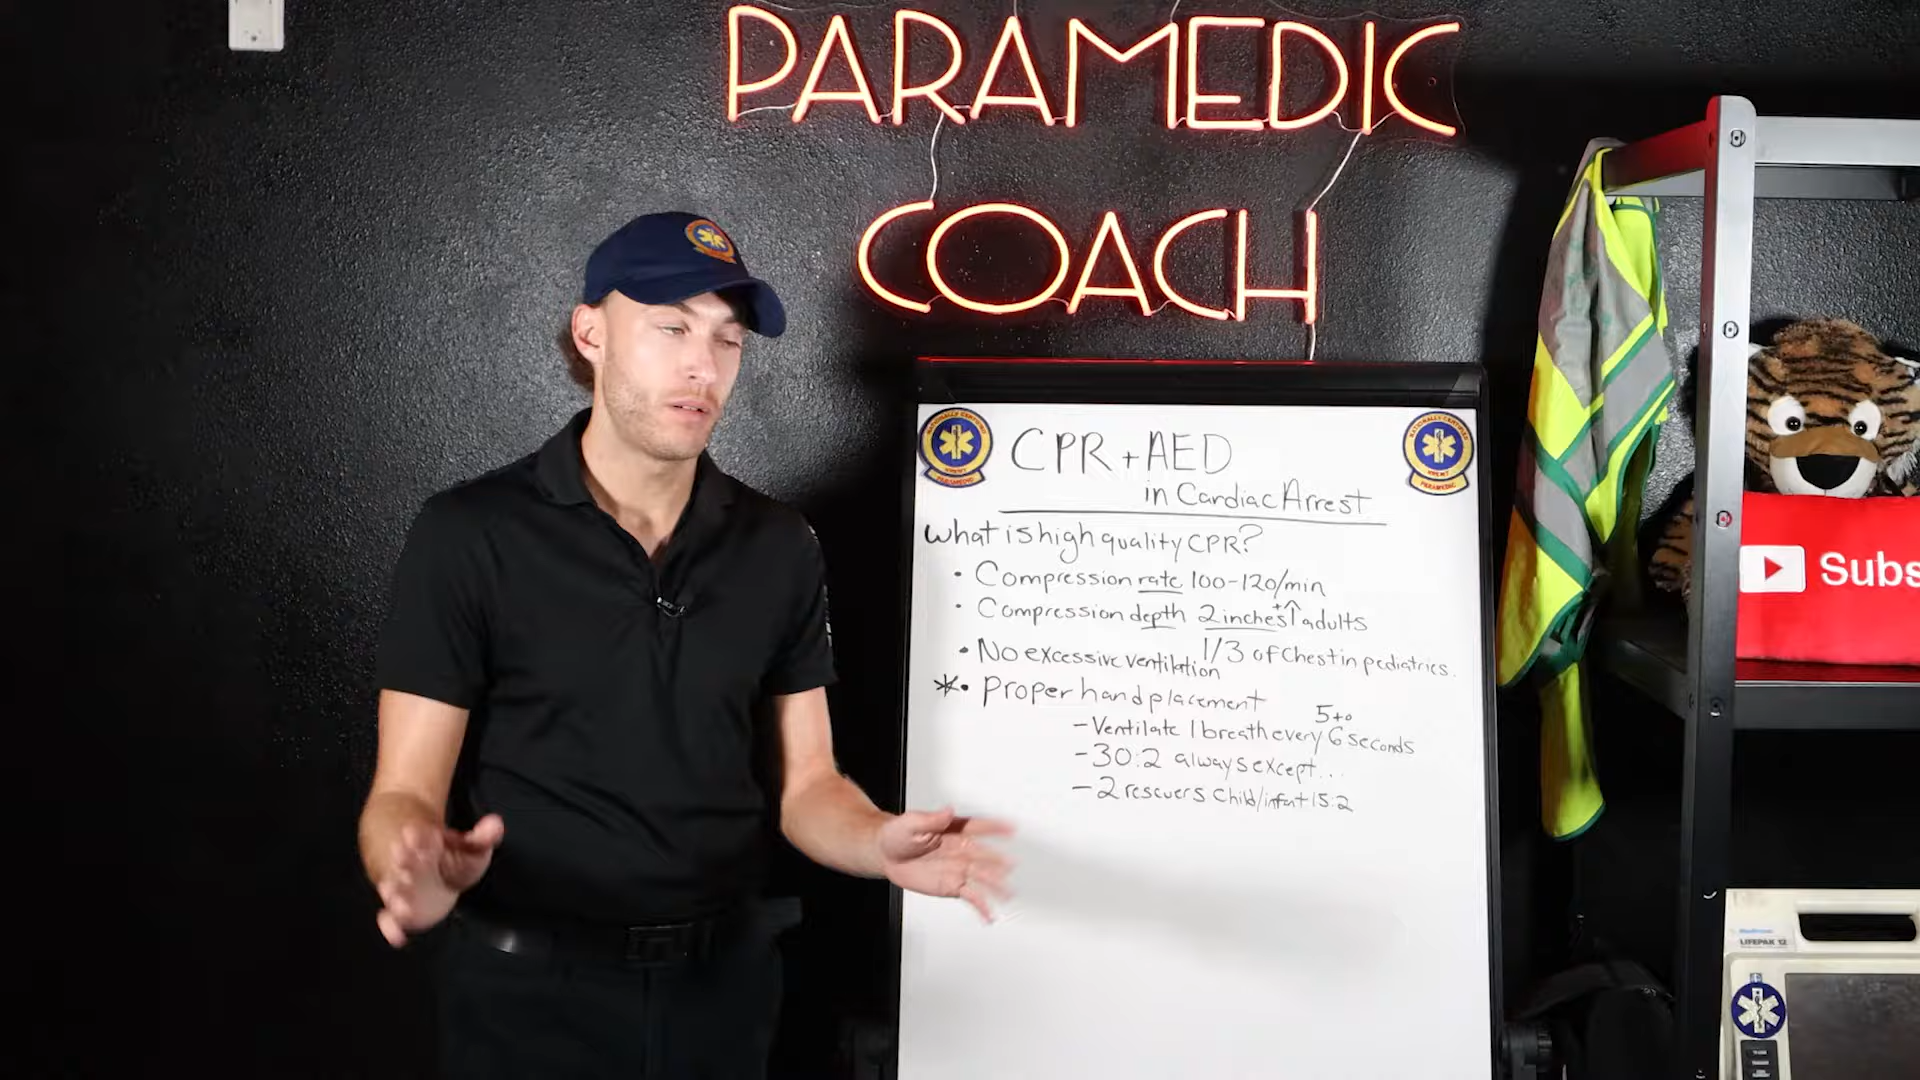 PARAMEDIC
COACH
CPR + AED
in Cardiac Arrest
What is high quality CPR?
• Compression rate 100-120/min
• Compression depth 2 inches +↑ adults
1/3 of chest in pediatrics.
• No excessive ventilation
*• Proper hand placement
- Ventilate 1 breath every 5 to 6 seconds
- 30:2 always except...
- 2 rescuers Child/infant 15:2
Subs
LIFEPAK 12